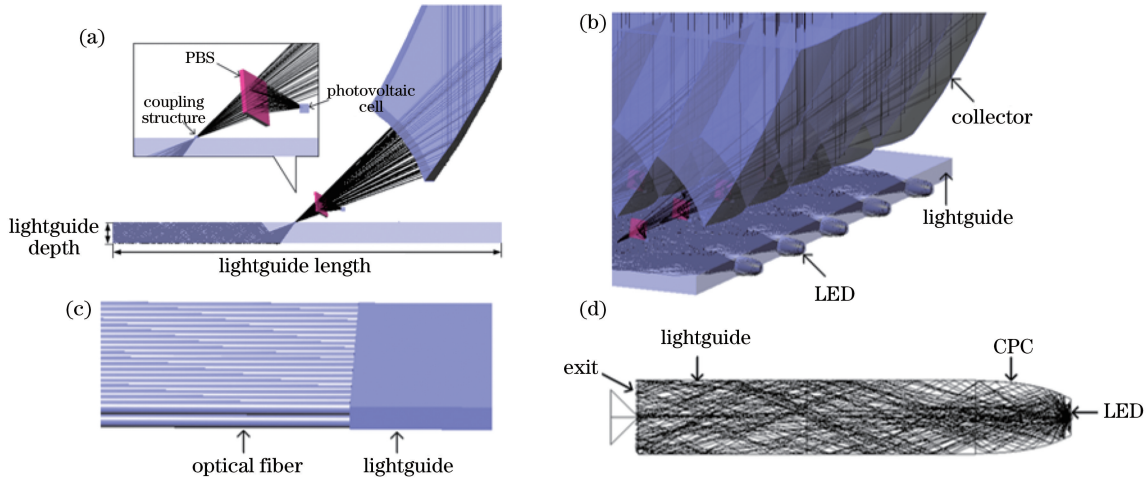 (a)
PBS
coupling
structure
photovoltaic
cell
lightguide
depth
lightguide length
(b)
collector
lightguide
LED
(c)
optical fiber
lightguide
(d)
lightguide
exit
CPC
LED